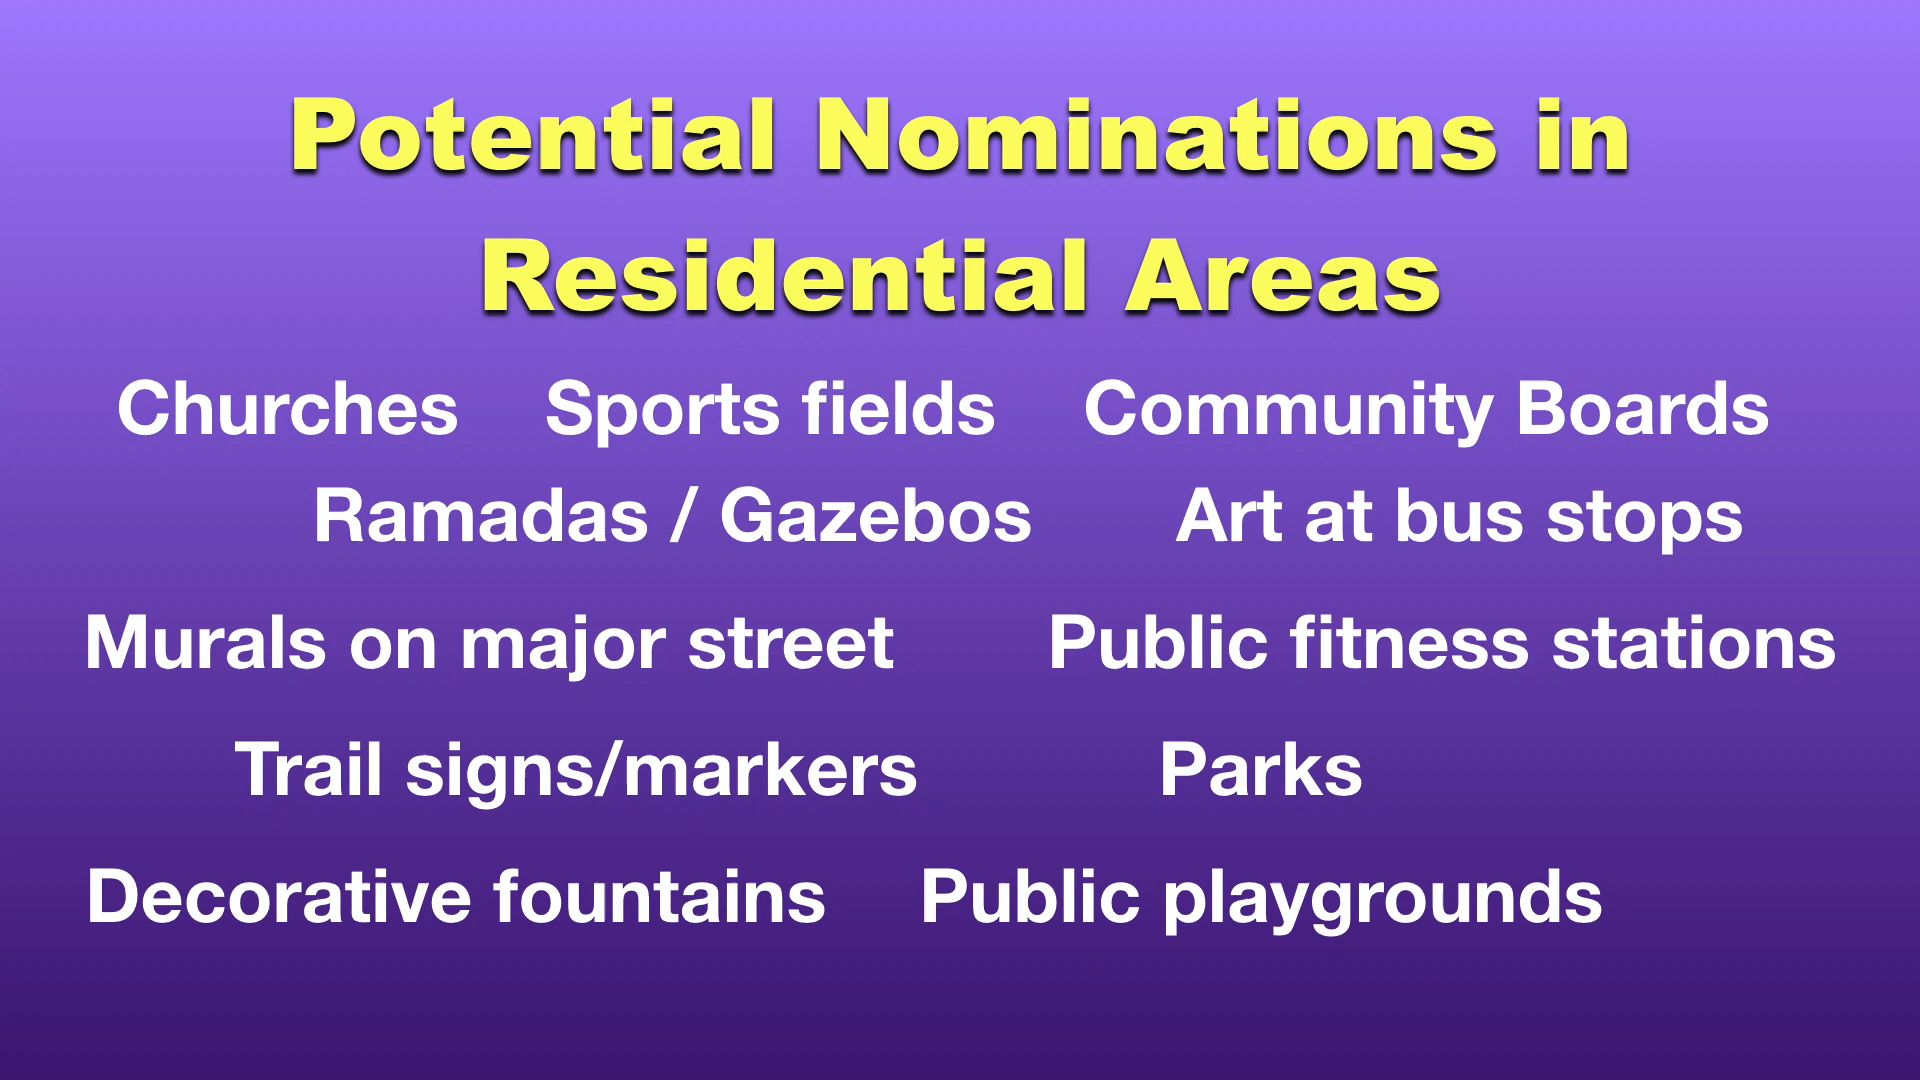 Potential Nominations in
Residential Areas
Churches Sports fields Community Boards
Ramadas / Gazebos Art at bus stops
Murals on major street Public fitness stations
Trail signs/markers Parks
Decorative fountains Public playgrounds